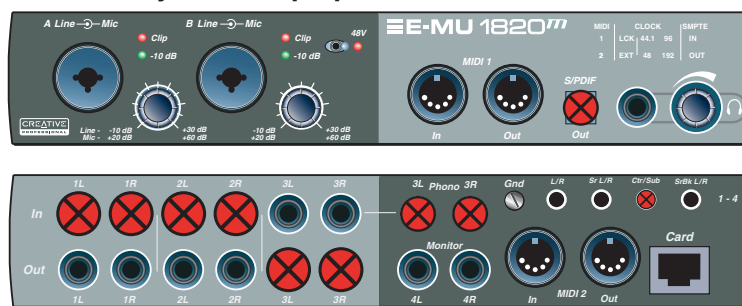 A Line Mic
B Line Mic
Clip
-10 dB
Clip
-10 dB
48V
CREATIVE
PROFESSIONAL
Line - -10 dB
Mic - +20 dB
+30 dB
+60 dB
-10 dB
+20 dB
+30 dB
+60 dB
E-MU 1820m
MIDI CLOCK SMPTE
1 LCK 44.1 96 IN
2 EXT 48 192 OUT
MIDI 1
In
Out
S/PDIF
Out
1L 1R 2L 2R 3L 3R
In
Out
1L 1R 2L 2R 3L 3R
3L Phono 3R
Gnd
L/R
Sr L/R
Ctr/Sub
SrBk L/R
1 - 4
Monitor
4L 4R
In MIDI 2 Out
Card